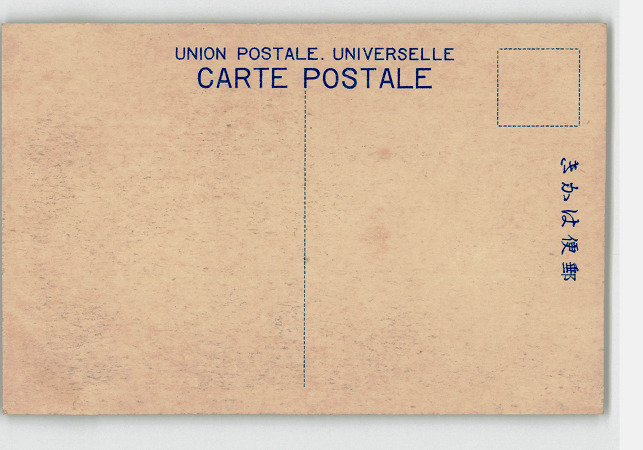 UNION POSTALE. UNIVERSELLE
CARTE POSTALE
郵便はかき